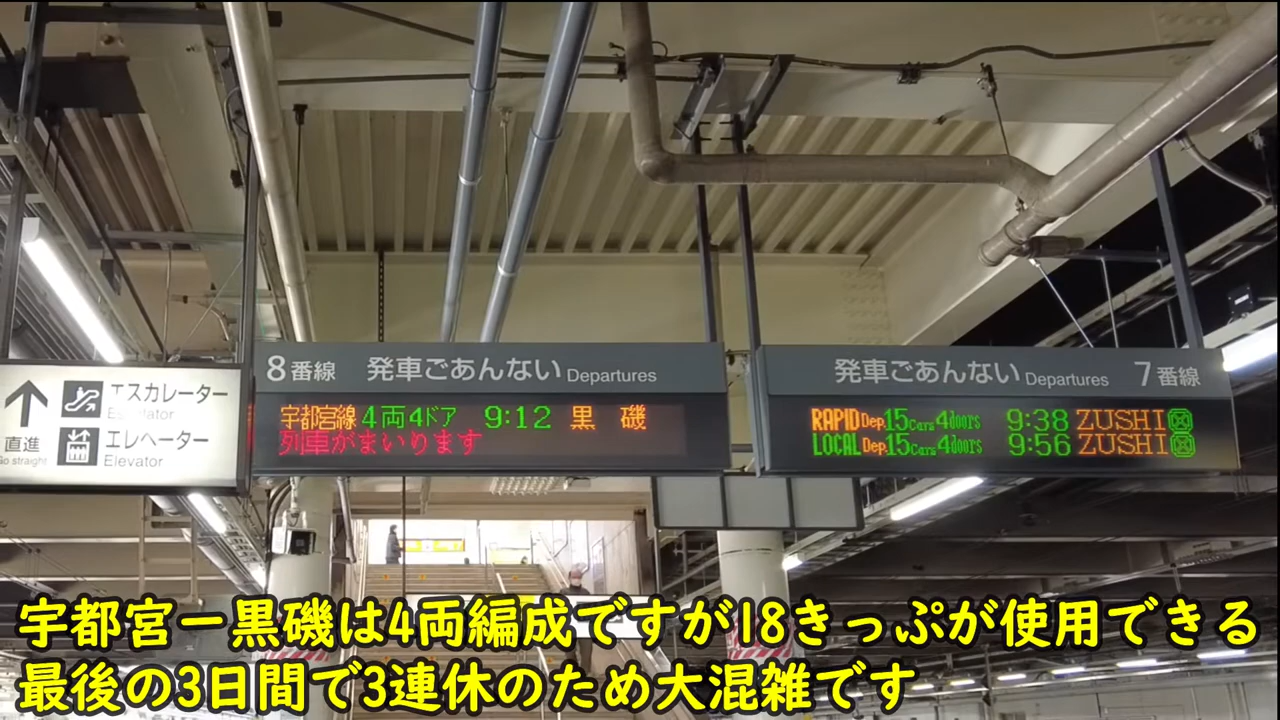 エスカレーター
Escalator
直進
Go straight
エレベーター
Elevator
8番線 発車ごあんない Departures
宇都宮線 4両4ドア 9:12 黒磯
列車がまいります
発車ごあんない Departures 7番線
RAPID Dep. 15Cars 4doors 9:38 ZUSHI
LOCAL Dep. 15Cars 4doors 9:56 ZUSHI
宇都宮ー黒磯は4両編成ですが18きっぷが使用できる
最後の3日間で3連休のため大混雑です